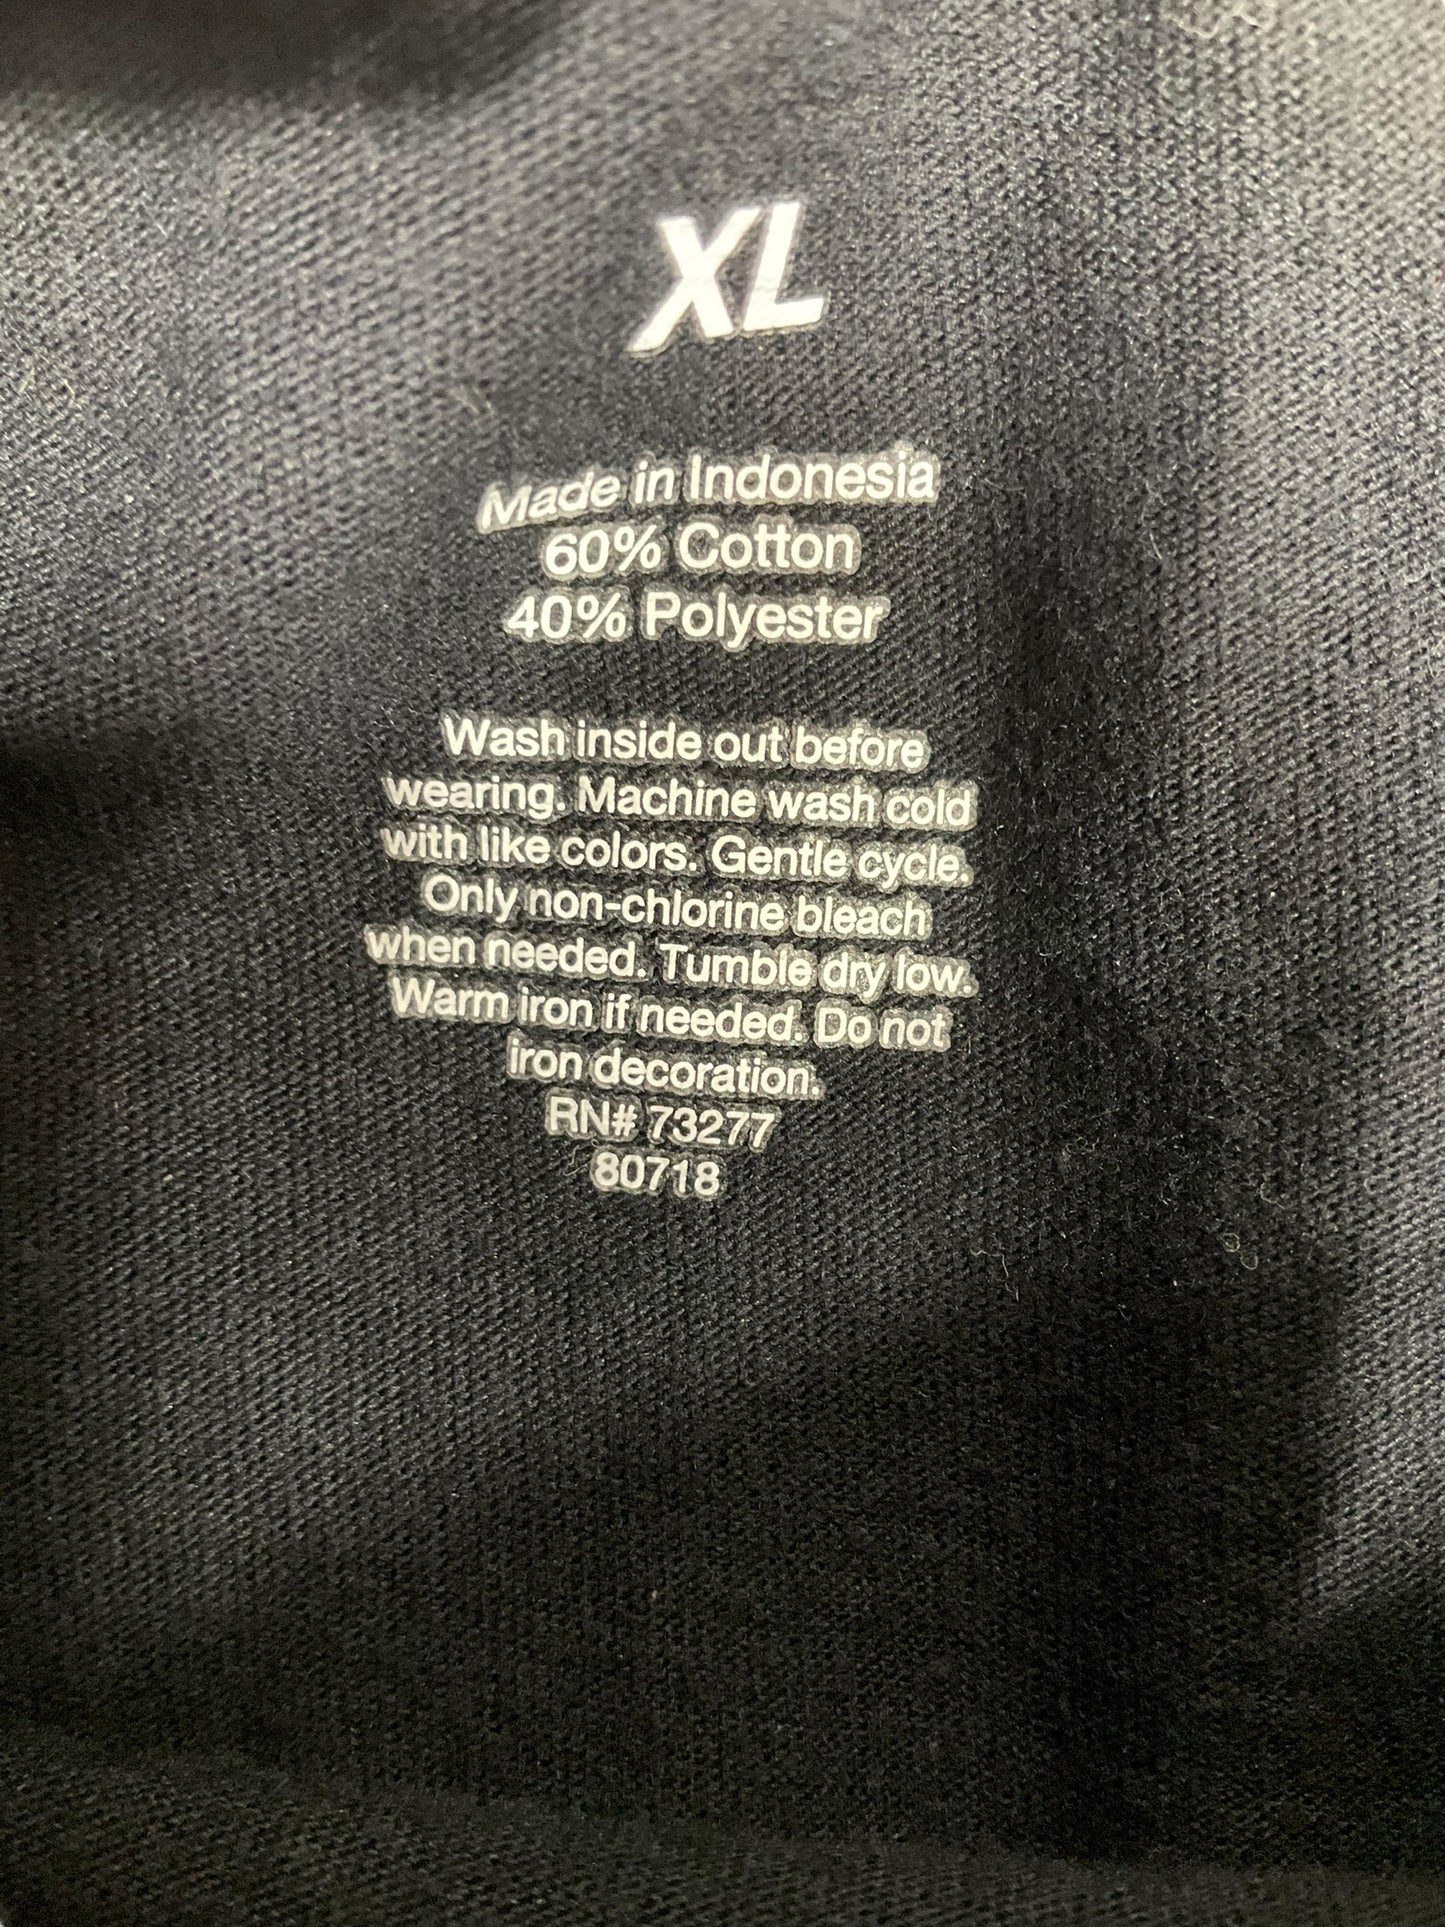 XL
Made in Indonesia
60% Cotton
40% Polyester
Wash inside out before
wearing. Machine wash cold
with like colors. Gentle cycle.
Only non-chlorine bleach
when needed. Tumble dry low.
Warm iron if needed. Do not
iron decoration.
RN# 73277
80718